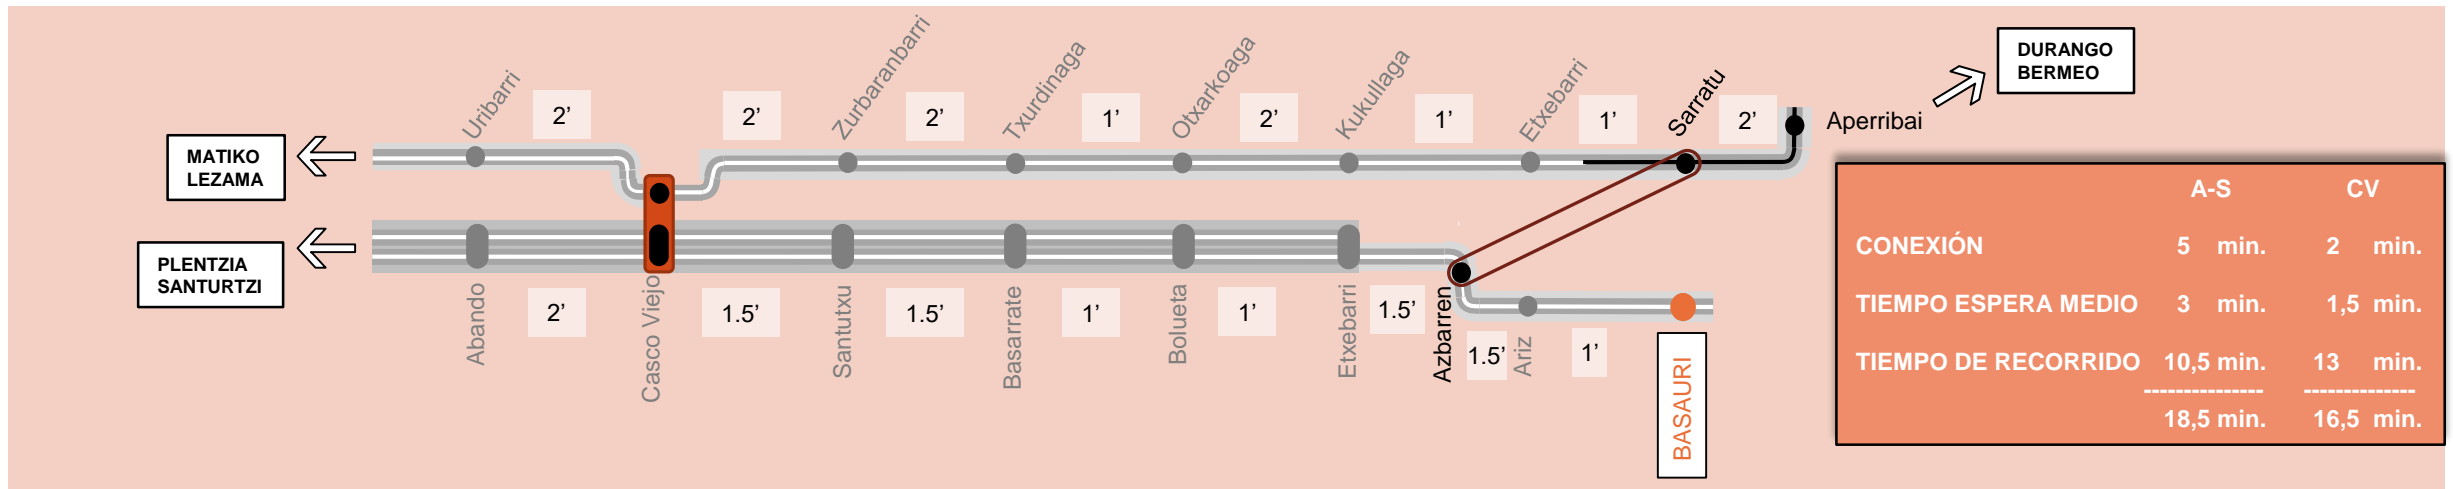 DURANGO
BERMEO
Uribarri
Zurbaranbarri
Txurdinaga
Otxarkoaga
Kukullaga
Etxebarri
Sarratu
Aperribai
2’
2’
2’
1’
2’
1’
1’
2’
MATIKO
LEZAMA
PLENTZIA
SANTURTZI
Abando
Casco Viejo
Santutxu
Basarrate
Bolueta
Etxebarri
Azbarren
Ariz
BASAURI
2’
1.5’
1.5’
1’
1’
1.5’
1.5’
1’
A-S CV
CONEXIÓN 5 min. 2 min.
TIEMPO ESPERA MEDIO 3 min. 1,5 min.
TIEMPO DE RECORRIDO 10,5 min. 13 min.
--------------- --------------
18,5 min. 16,5 min.